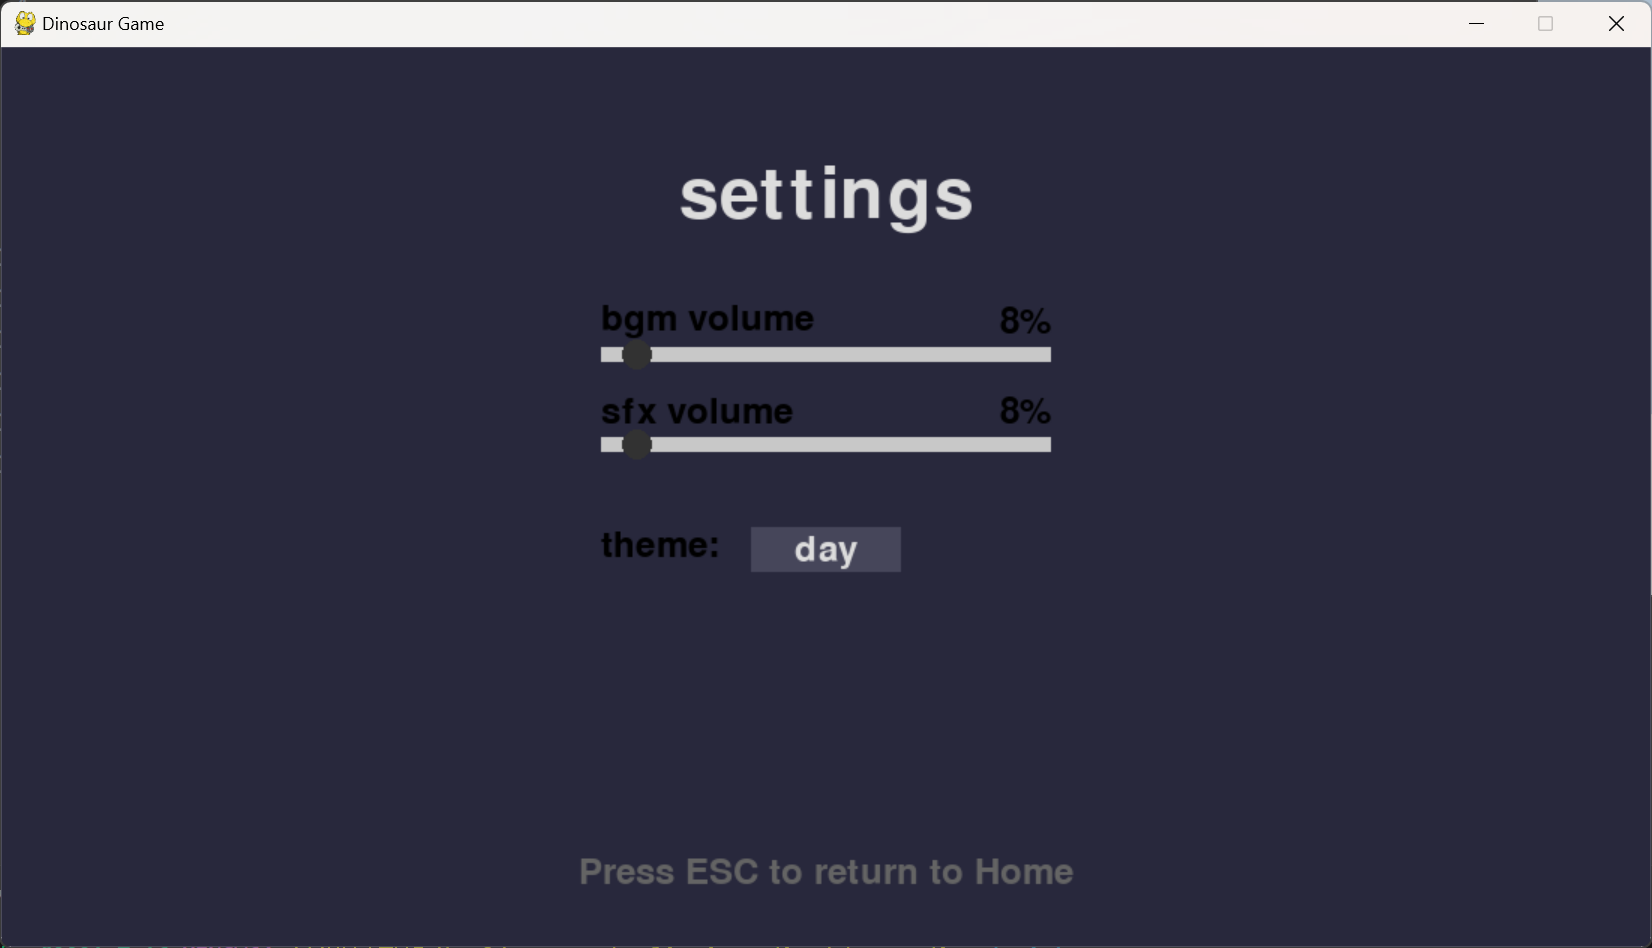 Dinosaur Game
settings
bgm volume 8%
sfx volume 8%
theme: day
Press ESC to return to Home